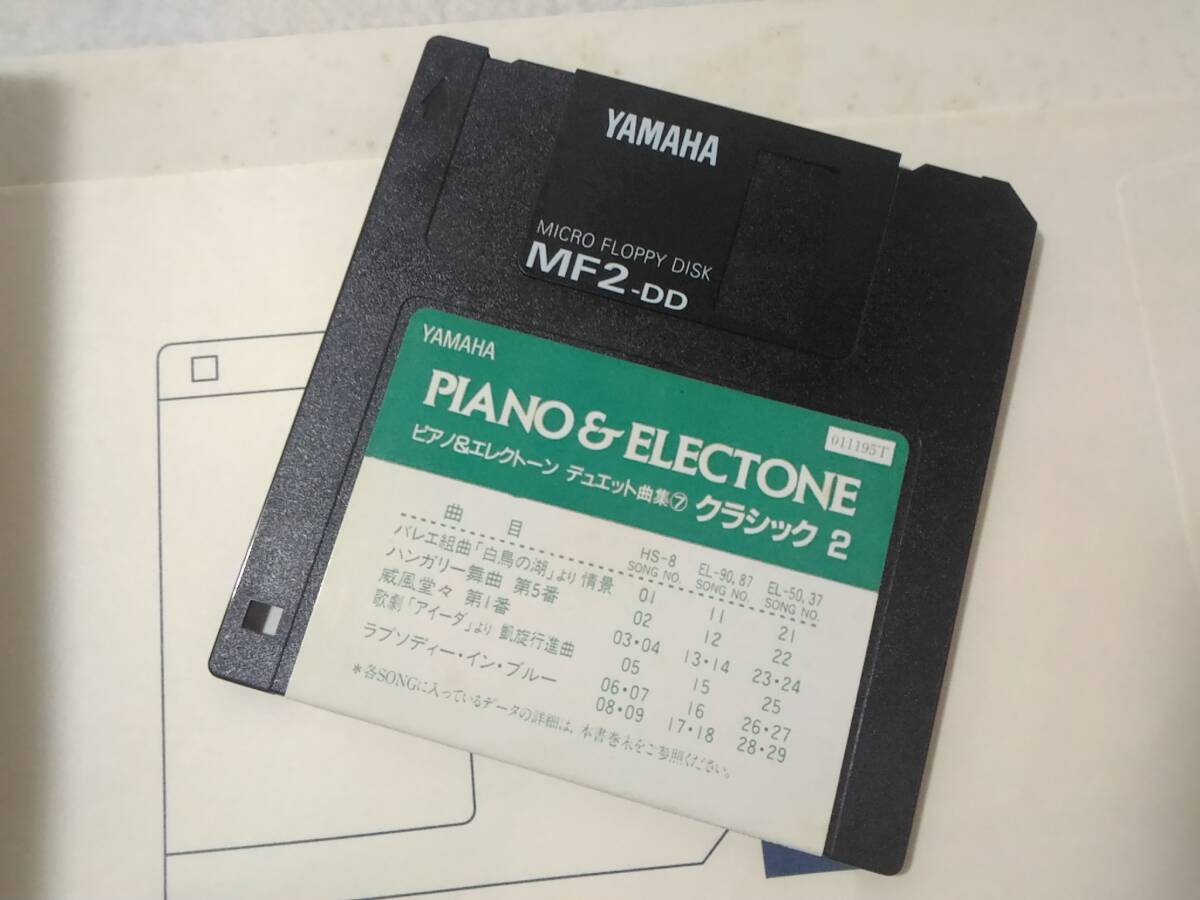 YAMAHA
MICRO FLOPPY DISK
MF2-DD
YAMAHA
PIANO & ELECTONE
011195T
ピアノ&エレクトーン デュエット曲集⑦ クラシック 2
曲 目 HS-8 SONG NO. EL-90, 87 SONG NO. EL-50, 37 SONG NO.
バレエ組曲「白鳥の湖」より 情景 01 11 21
ハンガリー舞曲 第5番 02 12 22
威風堂々 第1番 03・04 13・14 23・24
歌劇「アイーダ」より 凱旋行進曲 05 15 25
ラプソディー・イン・ブルー 06・07 16 26・27
08・09 17・18 28・29
*各SONGに入っているデータの詳細は、本書巻末をご参照ください。